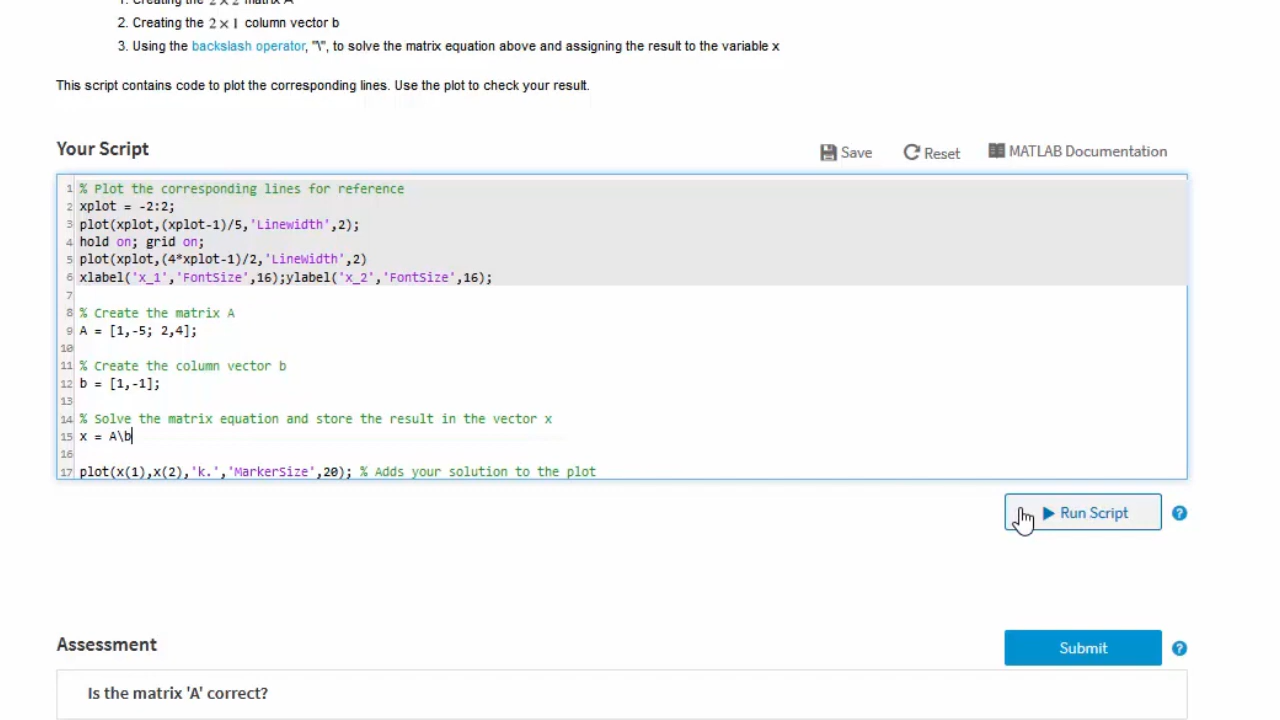 1. Creating the 2 × 2 matrix A
2. Creating the 2 × 1 column vector b
3. Using the backslash operator, "\", to solve the matrix equation above and assigning the result to the variable x
This script contains code to plot the corresponding lines. Use the plot to check your result.
Your Script
Save
Reset
MATLAB Documentation
1 % Plot the corresponding lines for reference
2 xplot = -2:2;
3 plot(xplot,(xplot-1)/5,'Linewidth',2);
4 hold on; grid on;
5 plot(xplot,(4*xplot-1)/2,'LineWidth',2)
6 xlabel('x_1','FontSize',16);ylabel('x_2','FontSize',16);
7
8 % Create the matrix A
9 A = [1,-5; 2,4];
10
11 % Create the column vector b
12 b = [1,-1];
13
14 % Solve the matrix equation and store the result in the vector x
15 x = A\b
16
17 plot(x(1),x(2),'k.','MarkerSize',20); % Adds your solution to the plot
Run Script
?
Assessment
Submit
?
Is the matrix 'A' correct?